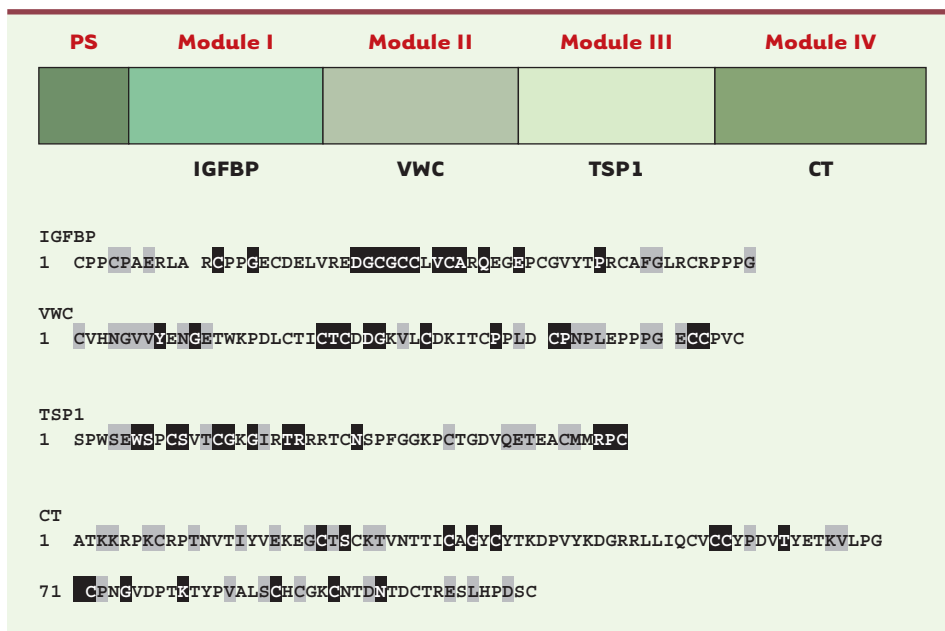 PS Module I Module II Module III Module IV
IGFBP VWC TSP1 CT
IGFBP
1 CPPCPAERLA RCPPGECDELVREDGCGCCLVCARQEGEPCGVYTPRCAFGLRCRPPPG
VWC
1 CVHNGVVYENGETWKPDLCTICTCDDGKVLCDKITCPPLD CPNPLEPPPG ECCPVC
TSP1
1 SPWSEWSPCSVTCGKGIRTRRRTCNSPFGGKPCTGDVQETEACMMRPC
CT
1 ATKKRPKCRPTNVTIYVEKEGCTSCKTVNTTICAGYCYTKDPVYKDGRRLLIQCVCCYPDVTYETKVLPG
71 CPNGVDPTKTYPVALSCHCGKCNTDNTDCTRESLHPDSC